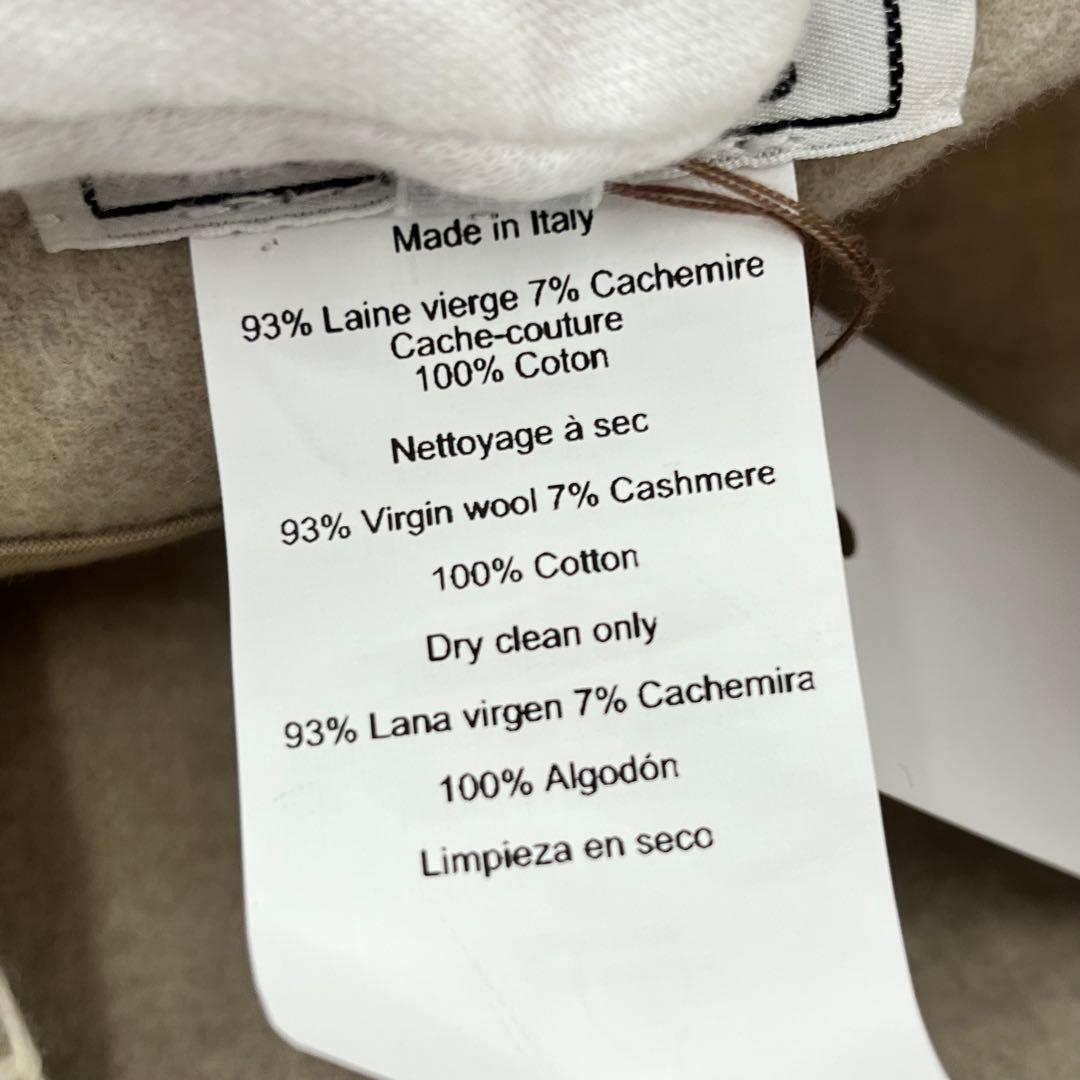 Made in Italy
93% Laine vierge 7% Cachemire
Cache-couture
100% Coton
Nettoyage à sec
93% Virgin wool 7% Cashmere
100% Cotton
Dry clean only
93% Lana virgen 7% Cachemira
100% Algodón
Limpieza en seco